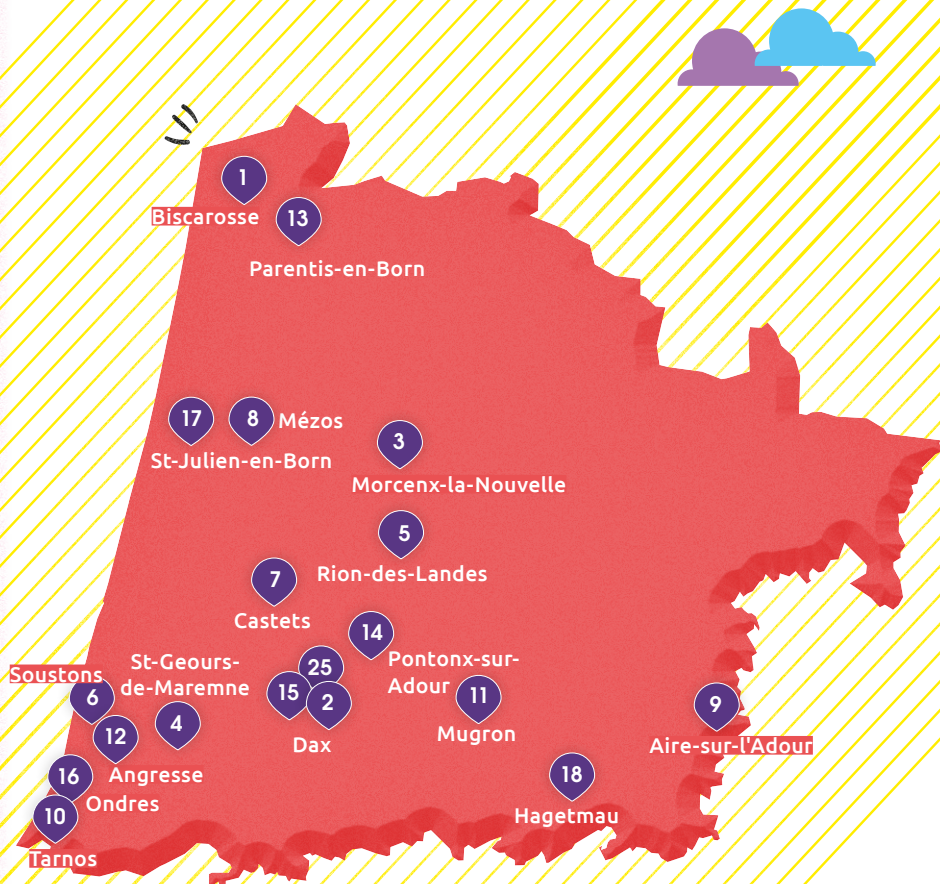 1
Biscarosse
13
Parentis-en-Born
17
8
Mézos
St-Julien-en-Born
3
Morcenx-la-Nouvelle
5
Rion-des-Landes
7
Castets
14
Pontonx-sur-
Adour
St-Geours-
de-Maremne
4
25
15
2
Dax
Soustons
6
12
Angresse
11
Mugron
9
Aire-sur-l'Adour
16
Ondres
18
Hagetmau
10
Tarnos